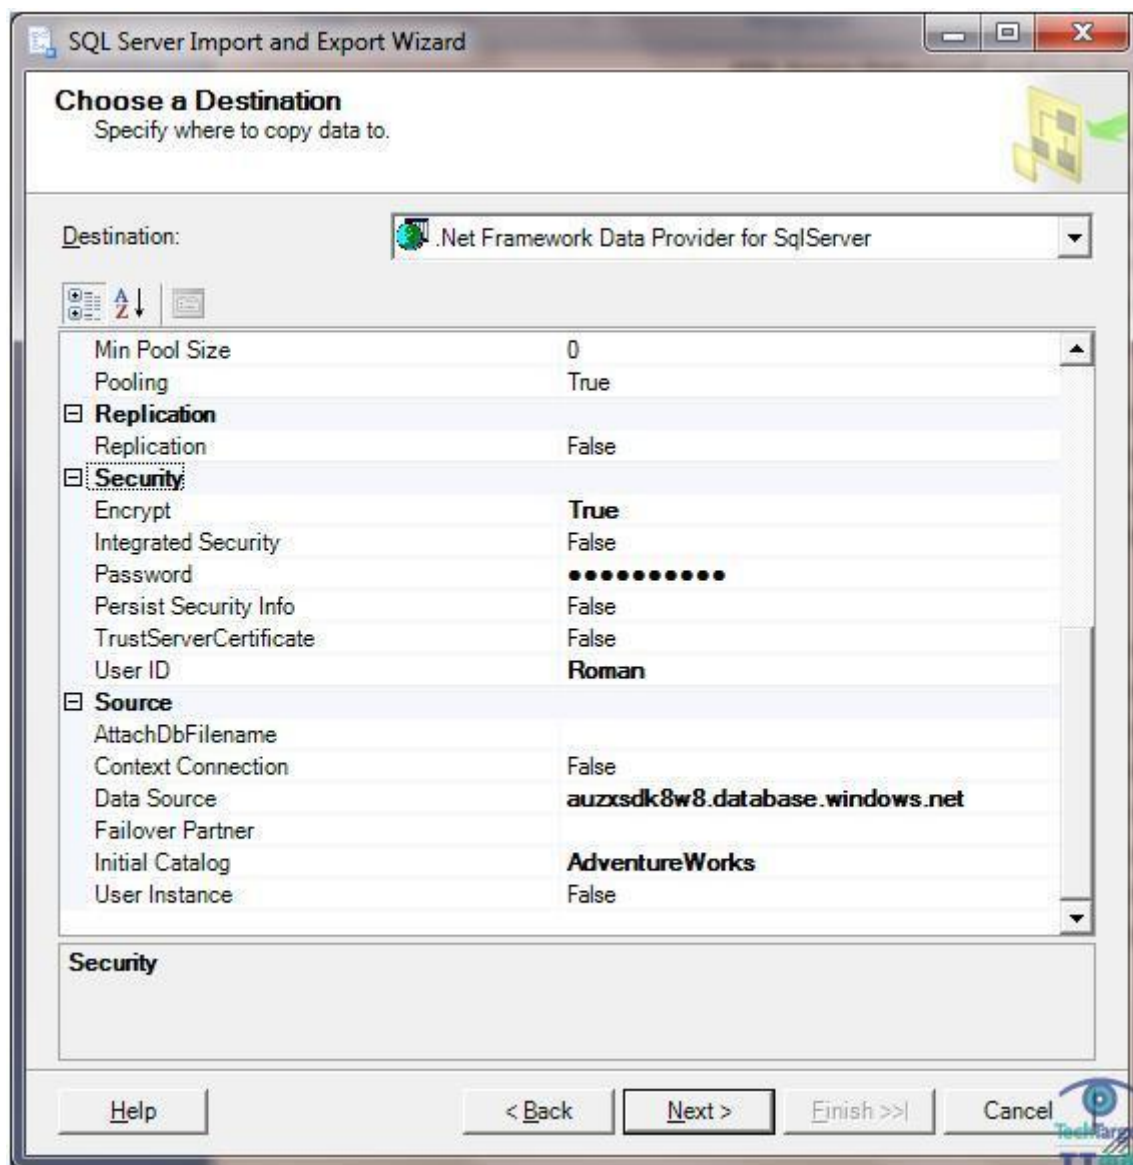 SQL Server Import and Export Wizard
Choose a Destination
Specify where to copy data to.
Destination: .Net Framework Data Provider for SqlServer
Min Pool Size 0
Pooling True
Replication
Replication False
Security
Encrypt True
Integrated Security False
Password ●●●●●●●●●●
Persist Security Info False
TrustServerCertificate False
User ID Roman
Source
AttachDbFilename
Context Connection False
Data Source auzxsdk8w8.database.windows.net
Failover Partner
Initial Catalog AdventureWorks
User Instance False
Security
Help < Back Next > Finish >>| Cancel